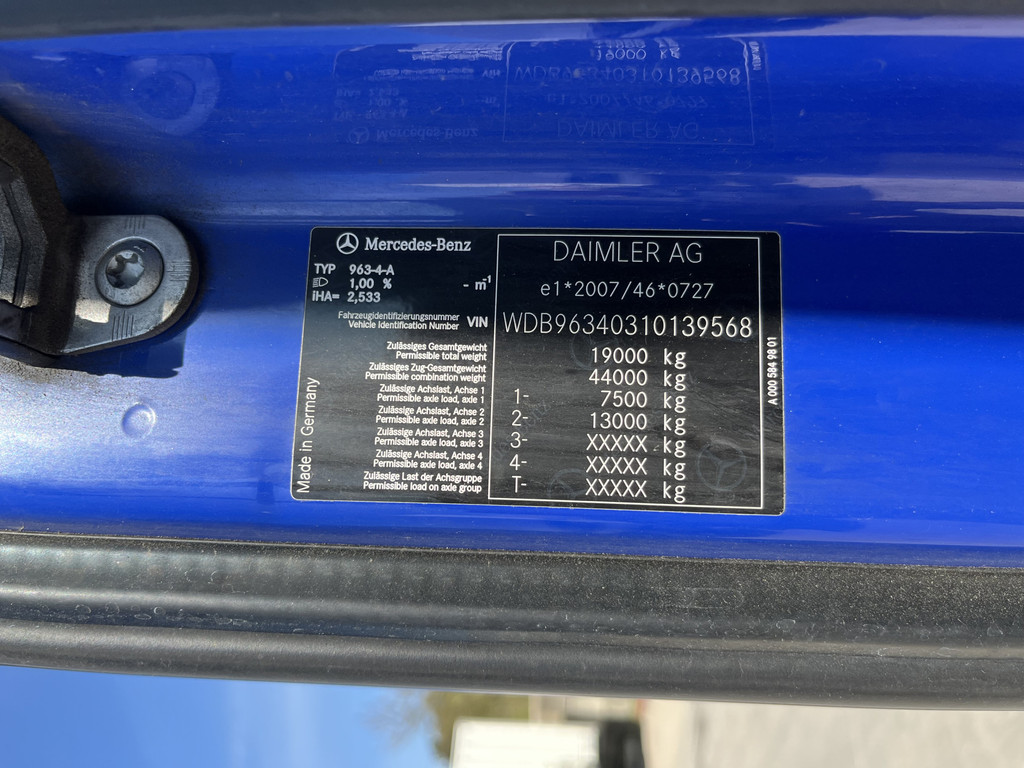 Mercedes-Benz
TYP 963-4-A
1,00 % - m⁻¹
iHA= 2,533
DAIMLER AG
e1*2007/46*0727
Fahrzeugidentifizierungsnummer
Vehicle Identification Number VIN WDB96340310139568
Zulässiges Gesamtgewicht
Permissible total weight 19000 kg
Zulässiges Zug-Gesamtgewicht
Permissible combination weight 44000 kg
Zulässige Achslast, Achse 1
Permissible axle load, axle 1 1- 7500 kg
Zulässige Achslast, Achse 2
Permissible axle load, axle 2 2- 13000 kg
Zulässige Achslast, Achse 3
Permissible axle load, axle 3 3- XXXXX kg
Zulässige Achslast, Achse 4
Permissible axle load, axle 4 4- XXXXX kg
Zulässige Last der Achsgruppe
Permissible load on axle group T- XXXXX kg
Made in Germany
A 000 584 98 01